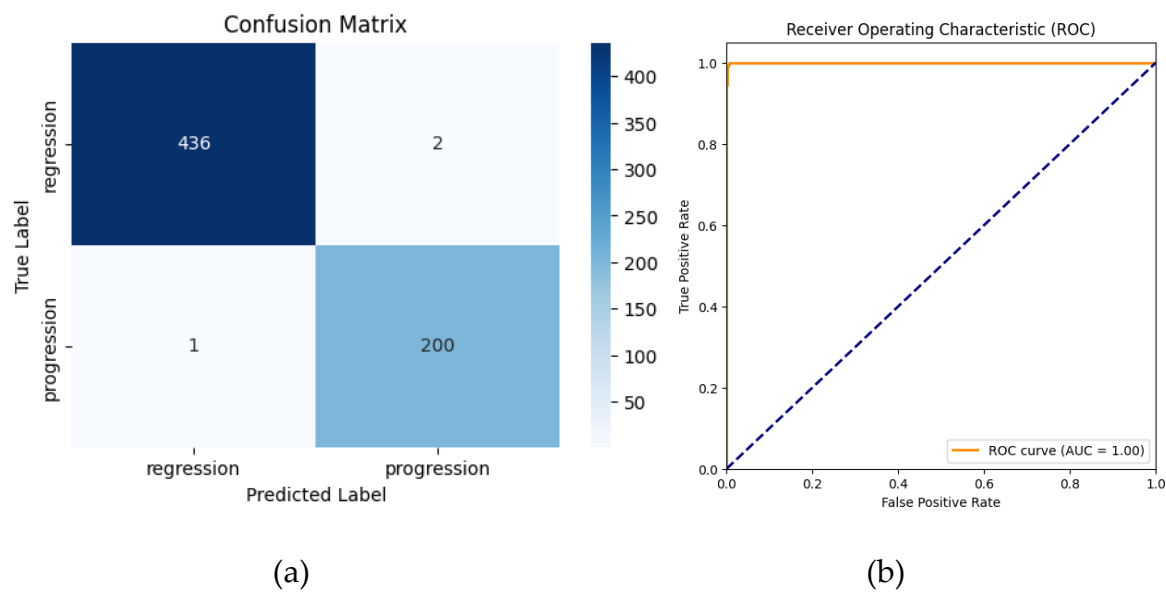 Confusion Matrix
regression
progression
True Label
436
2
1
200
regression
progression
Predicted Label
400
350
300
250
200
150
100
50
(a)
Receiver Operating Characteristic (ROC)
True Positive Rate
1.0
0.8
0.6
0.4
0.2
0.0
0.0
0.2
0.4
0.6
0.8
1.0
False Positive Rate
ROC curve (AUC = 1.00)
(b)